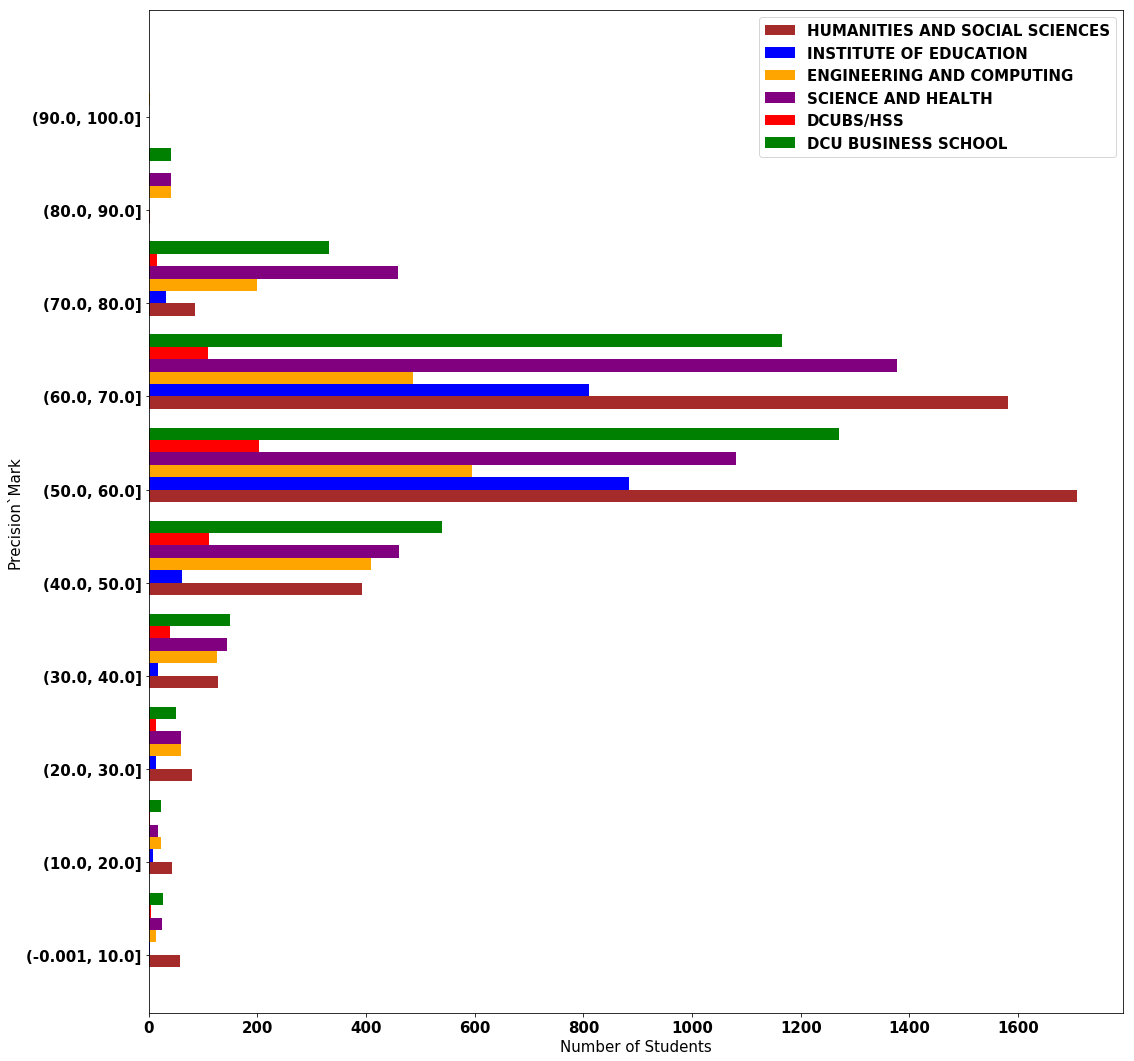 HUMANITIES AND SOCIAL SCIENCES
INSTITUTE OF EDUCATION
ENGINEERING AND COMPUTING
SCIENCE AND HEALTH
DCUBS/HSS
DCU BUSINESS SCHOOL
(90.0, 100.0]
(80.0, 90.0]
(70.0, 80.0]
(60.0, 70.0]
(50.0, 60.0]
(40.0, 50.0]
(30.0, 40.0]
(20.0, 30.0]
(10.0, 20.0]
(-0.001, 10.0]
Precision`Mark
0 200 400 600 800 1000 1200 1400 1600
Number of Students